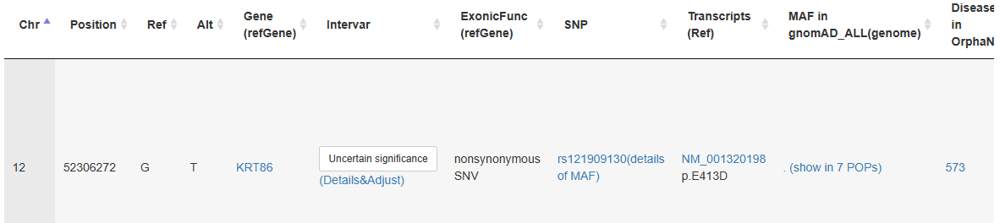 Chr Position Ref Alt Gene (refGene) Intervar ExonicFunc (refGene) SNP Transcripts (Ref) MAF in gnomAD_ALL(genome) Disease in OrphaN
12 52306272 G T KRT86 Uncertain significance (Details&Adjust) nonsynonymous SNV rs121909130(details of MAF) NM_001320198 p.E413D . (show in 7 POPs) 573